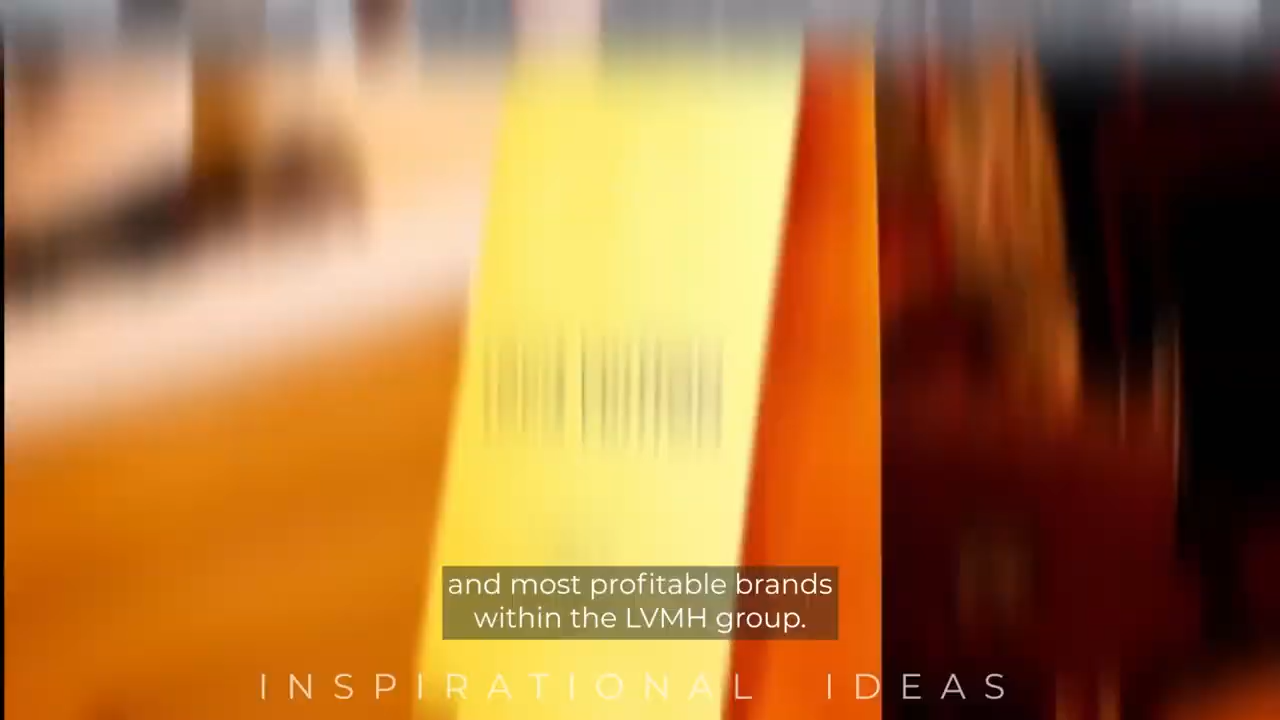 and most profitable brands
within the LVMH group.
INSPIRATIONAL IDEAS